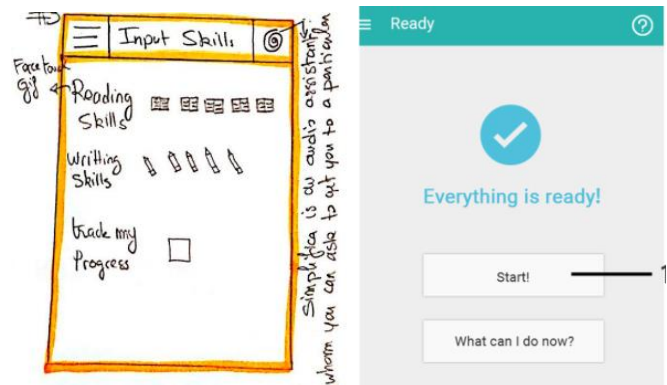 Input Skills
Face touch
gif
Reading
Skills
Writting
Skills
track my
Progress
Simplifica is an audio assistant
whom you can ask to get you to a particular
Ready
?
Everything is ready!
Start!
1
What can I do now?